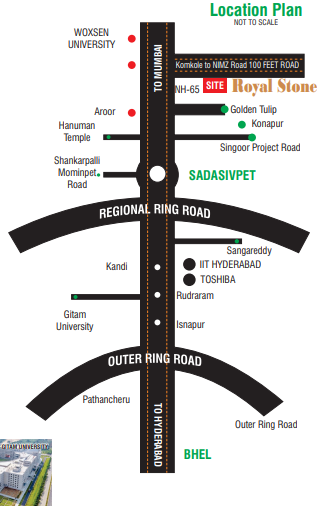 Location Plan
NOT TO SCALE
WOXSEN
UNIVERSITY
TO MUMBAI
Komkole to NIMZ Road 100 FEET ROAD
NH-65
SITE
Royal Stone
Aroor
Golden Tulip
Konapur
Hanuman
Temple
Singoor Project Road
Shankarpalli
Mominpet
Road
SADASIVPET
REGIONAL RING ROAD
Sangareddy
Kandi
IIT HYDERABAD
TOSHIBA
Rudraram
Gitam
University
Isnapur
OUTER RING ROAD
Pathancheru
TO HYDERABAD
Outer Ring Road
GITAM UNIVERSITY
BHEL